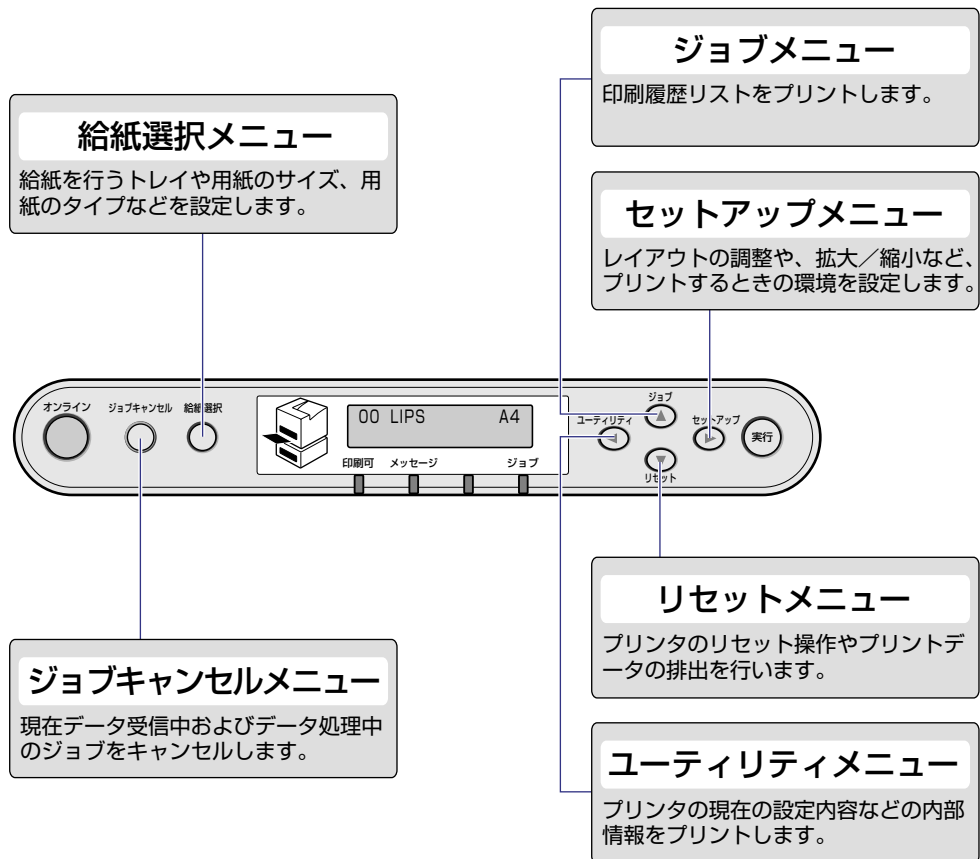 ジョブメニュー
印刷履歴リストをプリントします。
給紙選択メニュー
給紙を行うトレイや用紙のサイズ、用
紙のタイプなどを設定します。
セットアップメニュー
レイアウトの調整や、拡大／縮小など、
プリントするときの環境を設定します。
オンライン
ジョブキャンセル
給紙選択
00 LIPS A4
印刷可
メッセージ
ジョブ
ユーティリティ
ジョブ
セットアップ
実行
リセット
リセットメニュー
プリンタのリセット操作やプリントデ
ータの排出を行います。
ジョブキャンセルメニュー
現在データ受信中およびデータ処理中
のジョブをキャンセルします。
ユーティリティメニュー
プリンタの現在の設定内容などの内部
情報をプリントします。